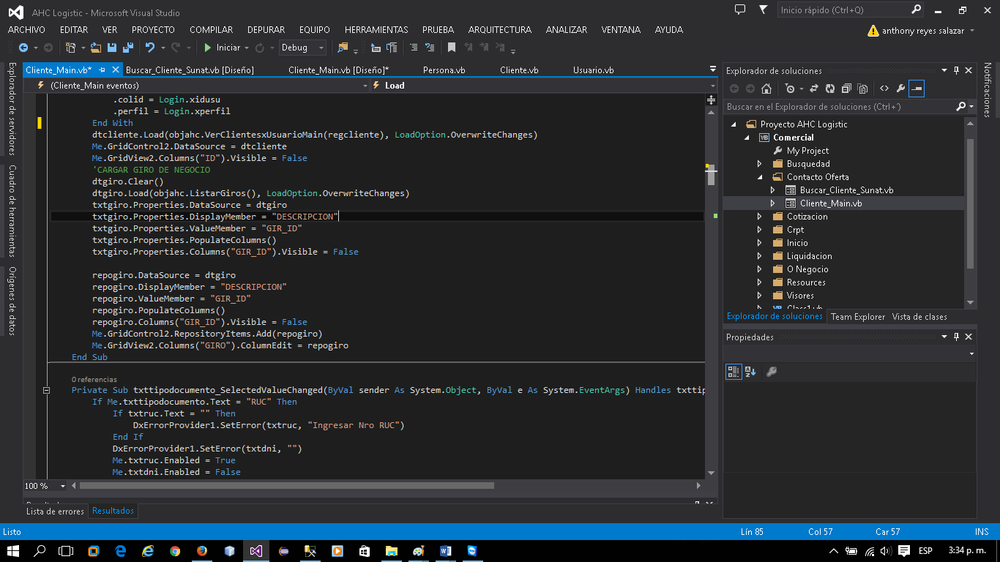 AHC Logistic - Microsoft Visual Studio
Inicio rápido (Ctrl+Q)
ARCHIVO EDITAR VER PROYECTO COMPILAR DEPURAR EQUIPO HERRAMIENTAS PRUEBA ARQUITECTURA ANALIZAR VENTANA AYUDA
anthony reyes salazar
Iniciar Debug
Explorador de servidores
Cuadro de herramientas
Orígenes de datos
Cliente_Main.vb* Buscar_Cliente_Sunat.vb [Diseño] Cliente_Main.vb [Diseño]* Persona.vb Cliente.vb Usuario.vb
(Cliente_Main eventos) Load
.colid = Login.xidusu
.perfil = Login.xperfil
End With
dtcliente.Load(objahc.VerClientesxUsuarioMain(regcliente), LoadOption.OverwriteChanges)
Me.GridControl2.DataSource = dtcliente
Me.GridView2.Columns("ID").Visible = False
'CARGAR GIRO DE NEGOCIO
dtgiro.Clear()
dtgiro.Load(objahc.ListarGiros(), LoadOption.OverwriteChanges)
txtgiro.Properties.DataSource = dtgiro
txtgiro.Properties.DisplayMember = "DESCRIPCION"
txtgiro.Properties.ValueMember = "GIR_ID"
txtgiro.Properties.PopulateColumns()
txtgiro.Properties.Columns("GIR_ID").Visible = False
repogiro.DataSource = dtgiro
repogiro.DisplayMember = "DESCRIPCION"
repogiro.ValueMember = "GIR_ID"
repogiro.PopulateColumns()
repogiro.Columns("GIR_ID").Visible = False
Me.GridControl2.RepositoryItems.Add(repogiro)
Me.GridView2.Columns("GIRO").ColumnEdit = repogiro
End Sub
0 referencias
Private Sub txttipodocumento_SelectedValueChanged(ByVal sender As System.Object, ByVal e As System.EventArgs) Handles txttip
If Me.txttipodocumento.Text = "RUC" Then
If txtruc.Text = "" Then
DxErrorProvider1.SetError(txtruc, "Ingresar Nro RUC")
End If
DxErrorProvider1.SetError(txtdni, "")
Me.txtruc.Enabled = True
Me.txtdni.Enabled = False
100 %
Lista de errores Resultados
Explorador de soluciones
Buscar en el Explorador de soluciones (Ctrl+´)
Proyecto AHC Logistic
VB Comercial
My Project
Busquedad
Contacto Oferta
Buscar_Cliente_Sunat.vb
Cliente_Main.vb
Cotizacion
Crpt
Inicio
Liquidacion
O Negocio
Resources
Visores
Class1.vb
Explorador de soluciones Team Explorer Vista de clases
Propiedades
Notificaciones
Listo Lín 85 Col 57 Car 57 INS
ESP 3:34 p. m.